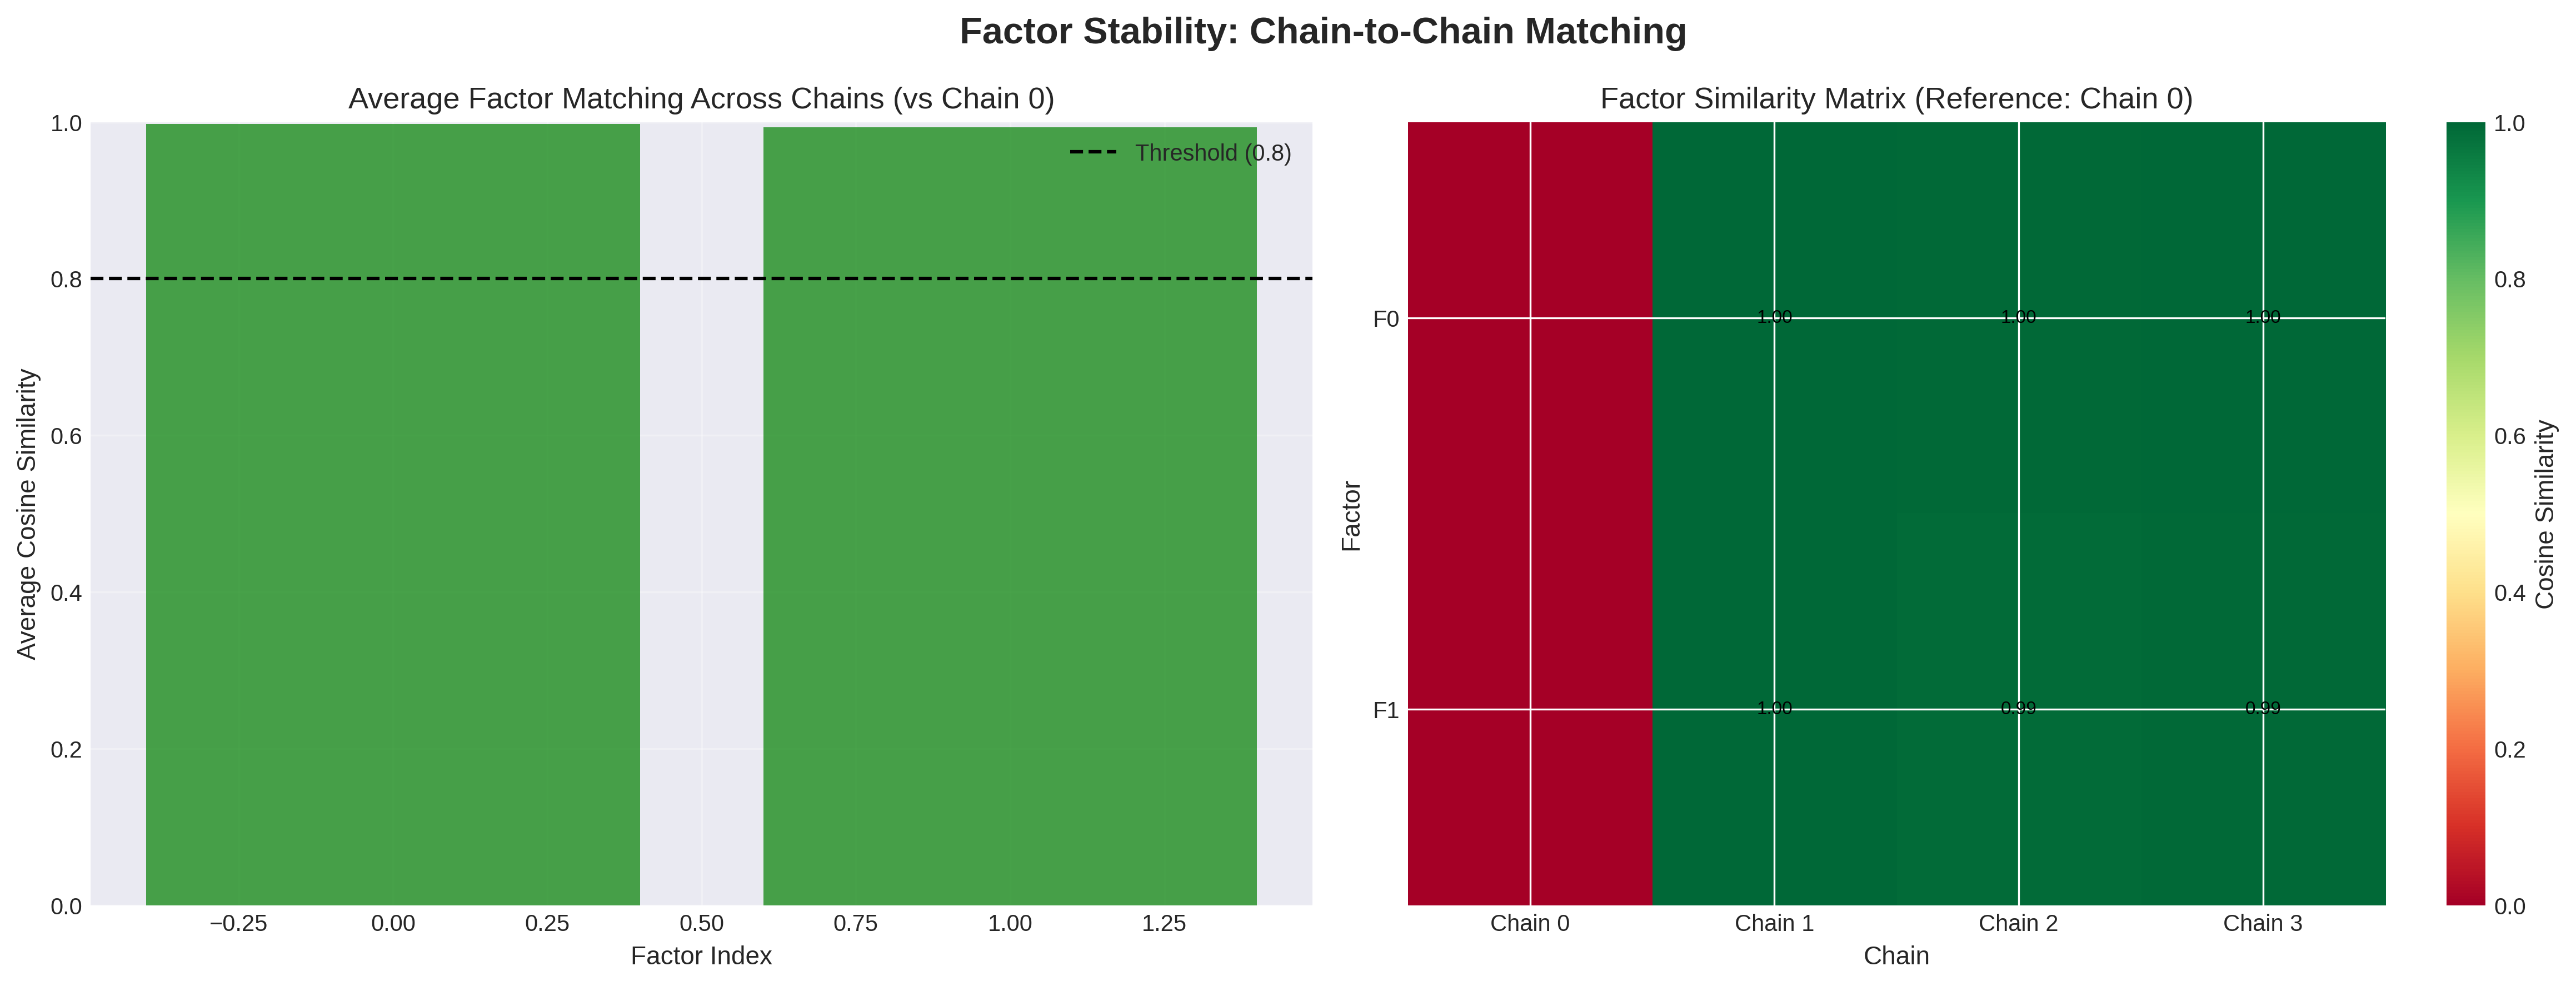 Factor Stability: Chain-to-Chain Matching
Average Factor Matching Across Chains (vs Chain 0)
1.0
0.8
0.6
0.4
0.2
0.0
Average Cosine Similarity
Threshold (0.8)
−0.25
0.00
0.25
0.50
0.75
1.00
1.25
Factor Index
Factor Similarity Matrix (Reference: Chain 0)
Factor
F0
1.00
1.00
1.00
F1
1.00
0.99
0.99
Chain 0
Chain 1
Chain 2
Chain 3
Chain
1.0
0.8
0.6
0.4
0.2
0.0
Cosine Similarity